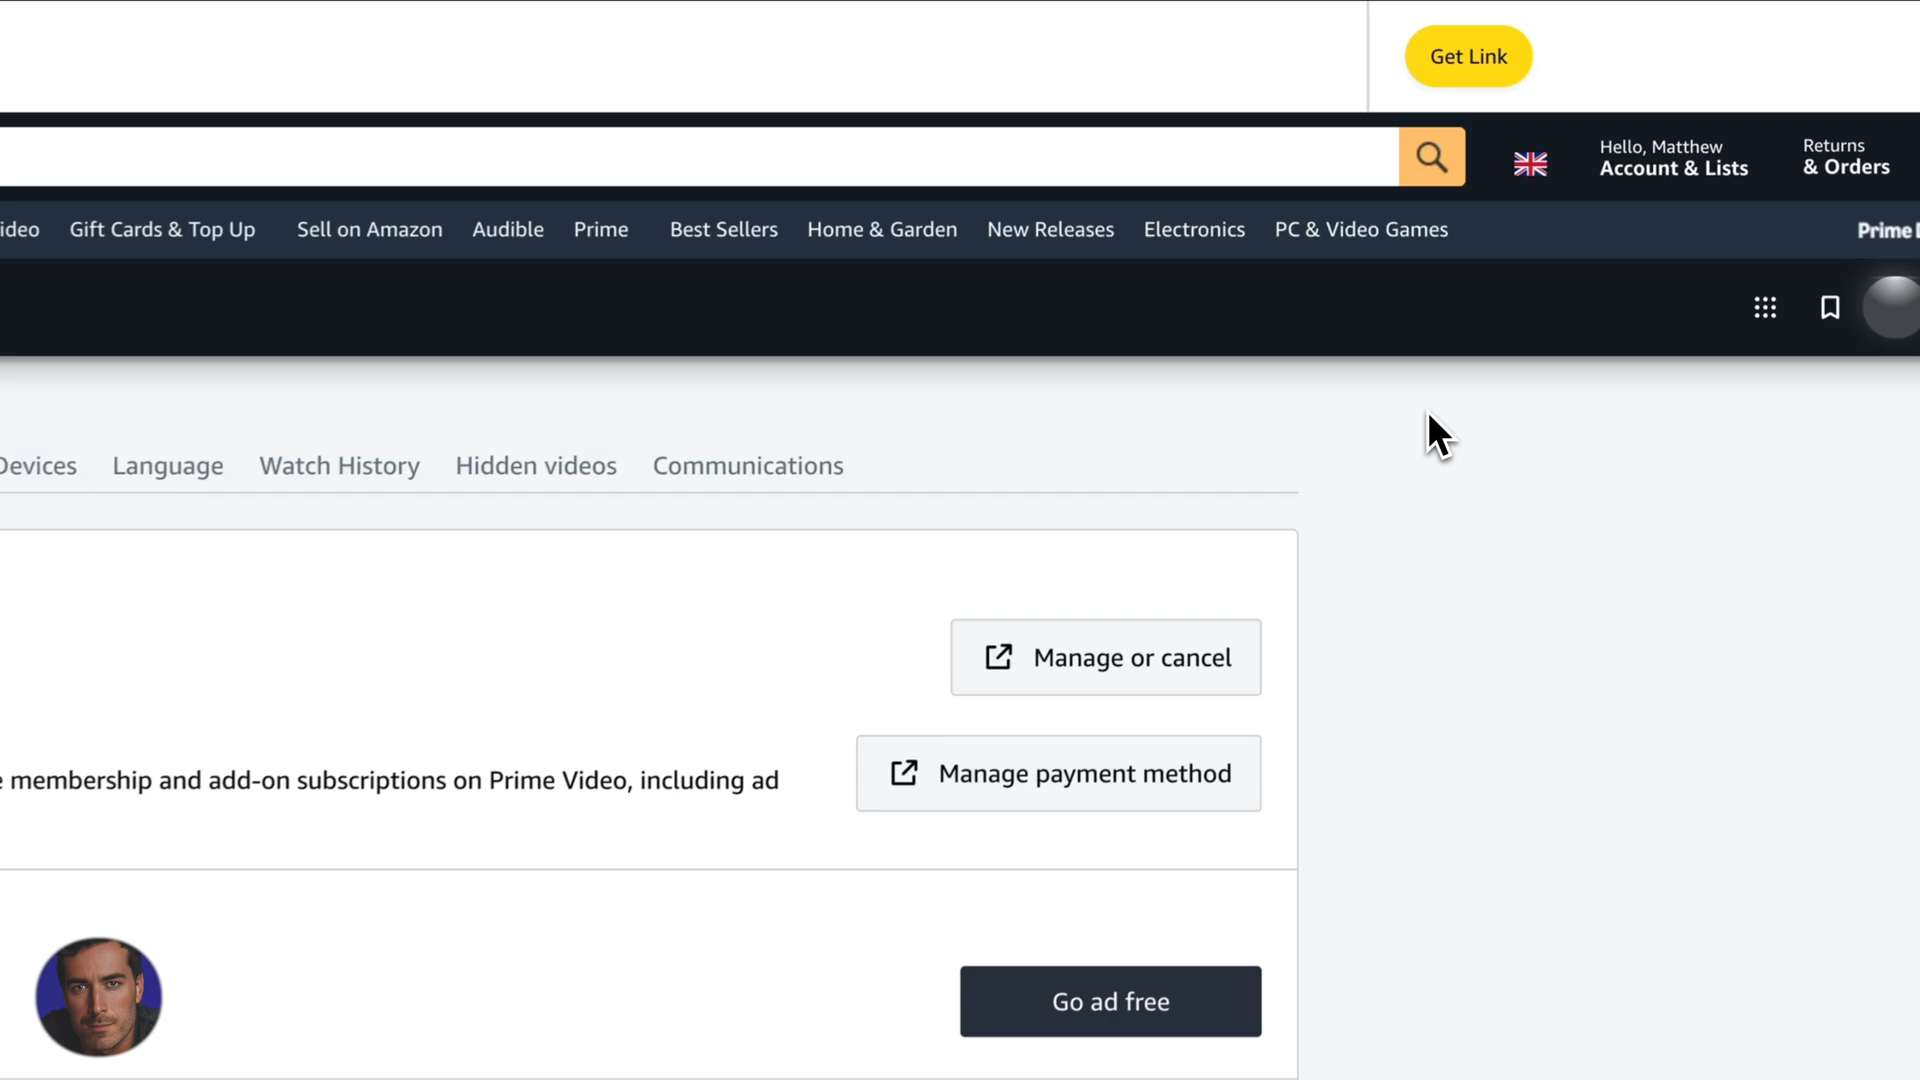 Get Link
Hello, Matthew
Account & Lists
Returns
& Orders
ideo Gift Cards & Top Up Sell on Amazon Audible Prime Best Sellers Home & Garden New Releases Electronics PC & Video Games Prime
Devices Language Watch History Hidden videos Communications
Manage or cancel
e membership and add-on subscriptions on Prime Video, including ad
Manage payment method
Go ad free